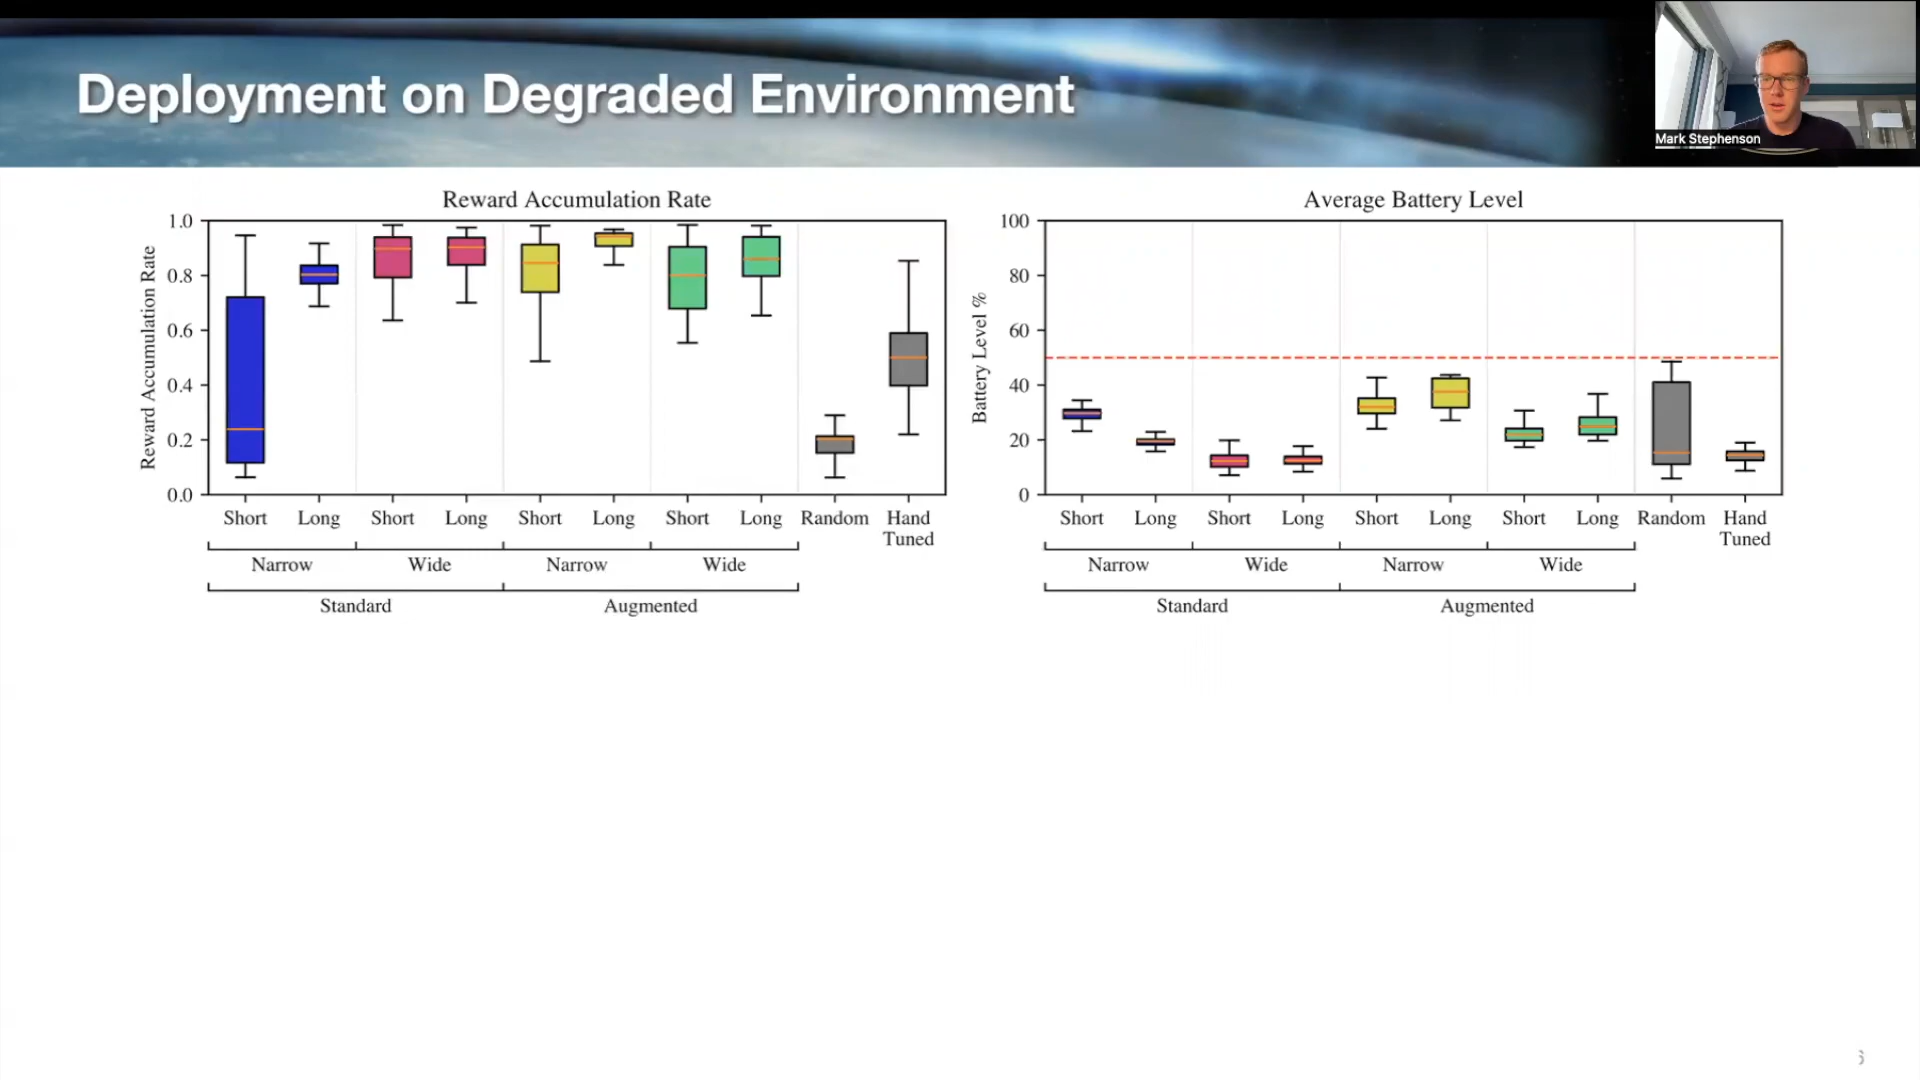 Deployment on Degraded Environment
Mark Stephenson
Reward Accumulation Rate
Reward Accumulation Rate
1.0
0.8
0.6
0.4
0.2
0.0
Short Long Short Long Short Long Short Long Random Hand Tuned
Narrow Wide Narrow Wide
Standard Augmented
Average Battery Level
Battery Level %
100
80
60
40
20
0
Short Long Short Long Short Long Short Long Random Hand Tuned
Narrow Wide Narrow Wide
Standard Augmented